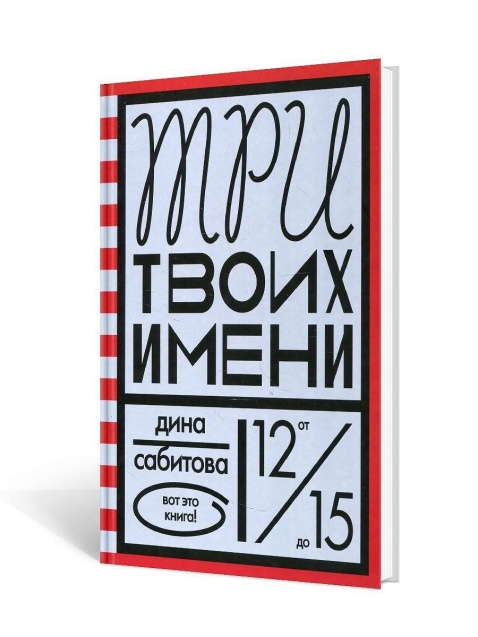 три
ТВОИХ
ИМЕНИ
ДИНА
САБИТОВА
ВОТ ЭТО
КНИГА!
от
12
до 15